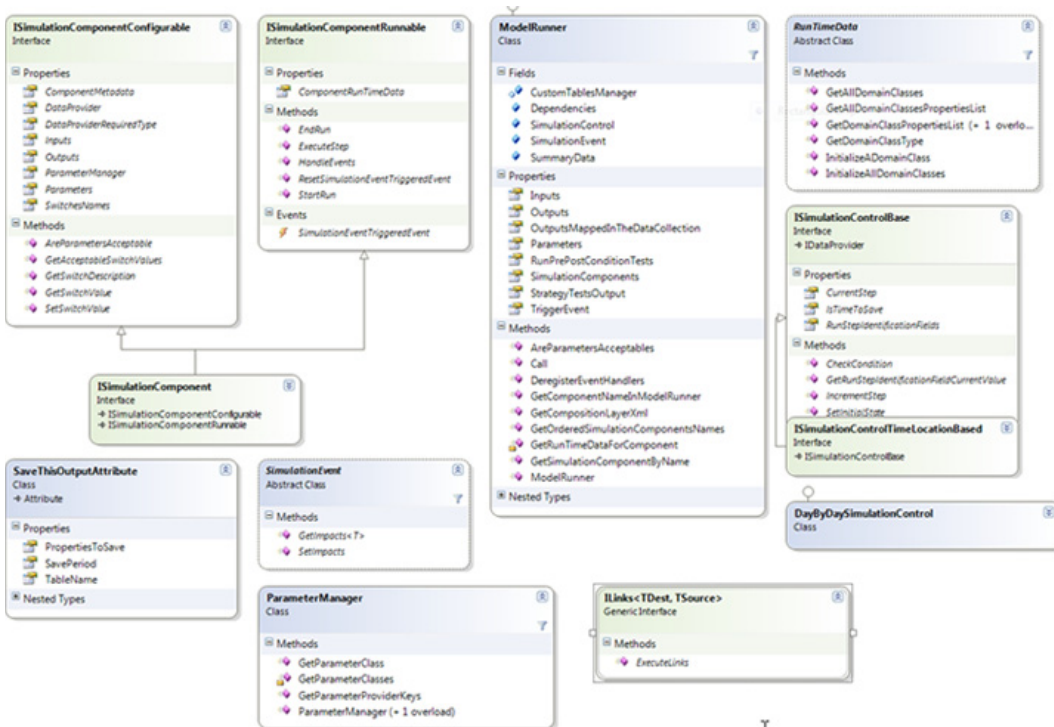 ISimulationComponentConfigurable
Interface
Properties
ComponentMetadata
DataProvider
DataProviderRequiredType
Inputs
Outputs
ParameterManager
Parameters
SwitchesNames
Methods
AreParametersAcceptable
GetAcceptableSwitchValues
GetSwitchDescription
GetSwitchValue
SetSwitchValue
ISimulationComponentRunnable
Interface
Properties
ComponentRunTimeData
Methods
EndRun
ExecuteStep
HandleEvents
ResetSimulationEventTriggeredEvent
StartRun
Events
SimulationEventTriggeredEvent
ISimulationComponent
Interface
ISimulationComponentConfigurable
ISimulationComponentRunnable
SaveThisOutputAttribute
Class
Attribute
Properties
PropertiesToSave
SavePeriod
TableName
Nested Types
SimulationEvent
Abstract Class
Methods
GetImpacts<T>
SetImpacts
ParameterManager
Class
Methods
GetParameterClass
GetParameterClasses
GetParameterProviderKeys
ParameterManager (+ 1 overload)
ModelRunner
Class
Fields
CustomTablesManager
Dependencies
SimulationControl
SimulationEvent
SummaryData
Properties
Inputs
Outputs
OutputsMappedInTheDataCollection
Parameters
RunPrePostConditionTests
SimulationComponents
StrategyTestsOutput
TriggerEvent
Methods
AreParametersAcceptables
Call
DeregisterEventHandlers
GetComponentNameInModelRunner
GetCompositionLayerXml
GetOrderedSimulationComponentsNames
GetRunTimeDataForComponent
GetSimulationComponentByName
ModelRunner
Nested Types
RunTimeData
Abstract Class
Methods
GetAllDomainClasses
GetAllDomainClassesPropertiesList
GetDomainClassPropertiesList (+ 1 overlo...
GetDomainClassType
InitializeADomainClass
InitializeAllDomainClasses
ISimulationControlBase
Interface
IDataProvider
Properties
CurrentStep
IsTimeToSave
RunStepIdentificationFields
Methods
CheckCondition
GetRunStepIdentificationFieldCurrentValue
IncrementStep
SetInitialState
ISimulationControlTimeLocationBased
Interface
ISimulationControlBase
DayByDaySimulationControl
Class
ILinks<TDest, TSource>
Generic Interface
Methods
ExecuteLinks